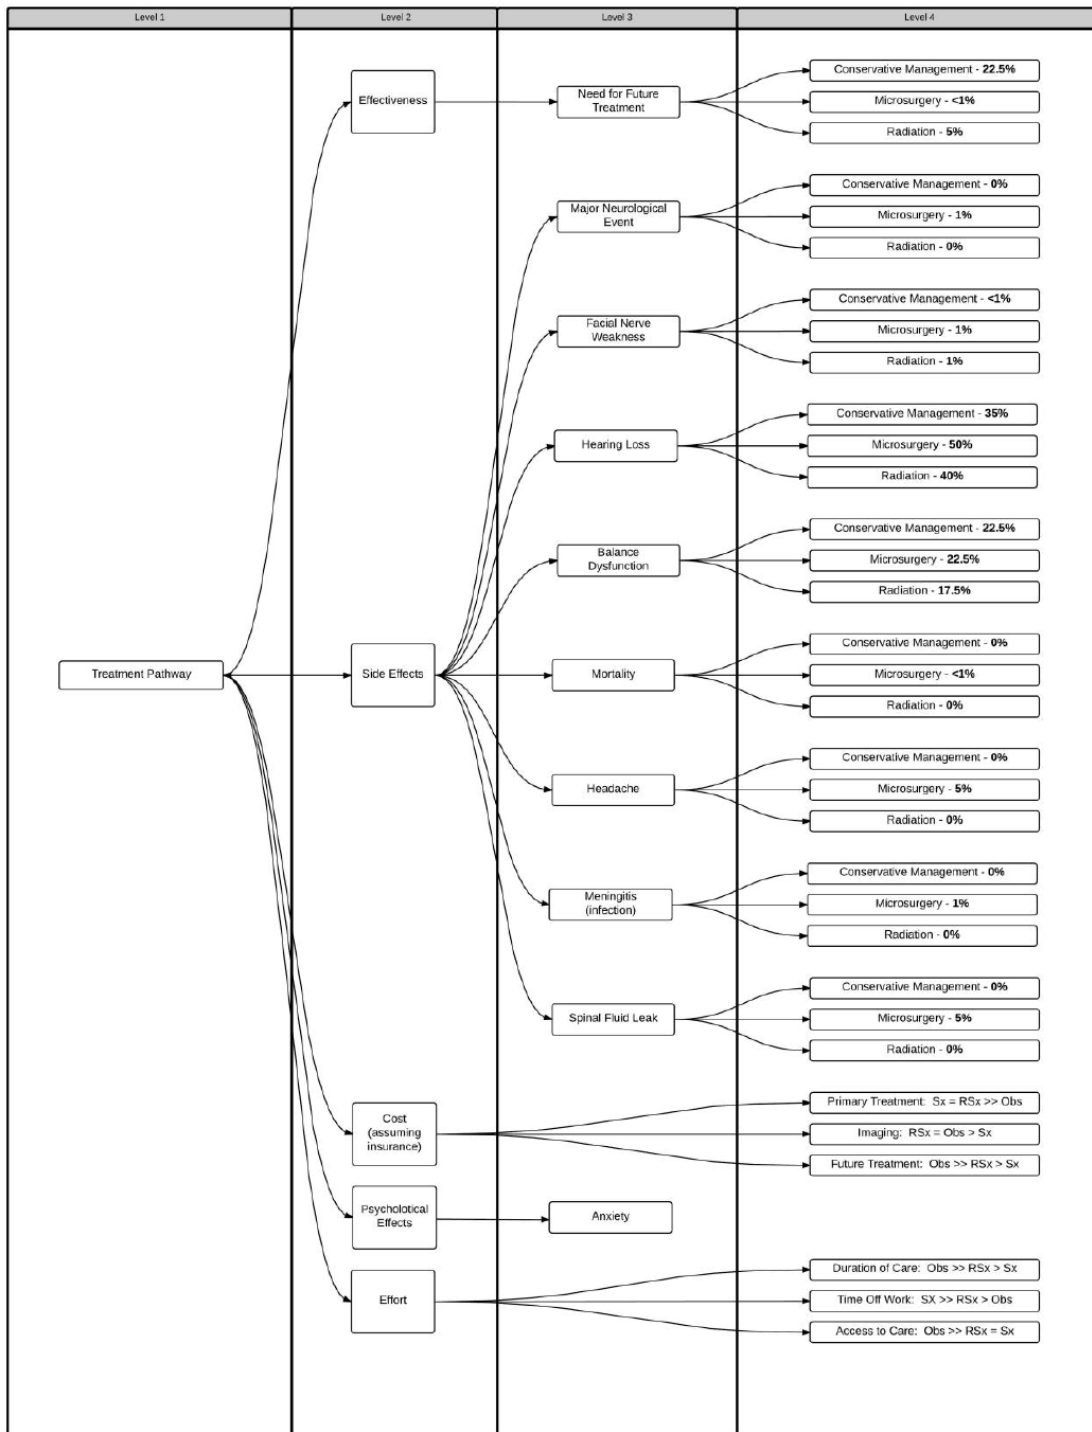 Level 1
Level 2
Level 3
Level 4
Treatment Pathway
Effectiveness
Need for Future
Treatment
Conservative Management - 22.5%
Microsurgery - <1%
Radiation - 5%
Side Effects
Major Neurological
Event
Conservative Management - 0%
Microsurgery - 1%
Radiation - 0%
Facial Nerve
Weakness
Conservative Management - <1%
Microsurgery - 1%
Radiation - 1%
Hearing Loss
Conservative Management - 35%
Microsurgery - 50%
Radiation - 40%
Balance
Dysfunction
Conservative Management - 22.5%
Microsurgery - 22.5%
Radiation - 17.5%
Mortality
Conservative Management - 0%
Microsurgery - <1%
Radiation - 0%
Headache
Conservative Management - 0%
Microsurgery - 5%
Radiation - 0%
Meningitis
(infection)
Conservative Management - 0%
Microsurgery - 1%
Radiation - 0%
Spinal Fluid Leak
Conservative Management - 0%
Microsurgery - 5%
Radiation - 0%
Cost
(assuming
insurance)
Primary Treatment: Sx = RSx >> Obs
Imaging: RSx = Obs > Sx
Future Treatment: Obs >> RSx > Sx
Psycholotical
Effects
Anxiety
Effort
Duration of Care: Obs >> RSx > Sx
Time Off Work: SX >> RSx > Obs
Access to Care: Obs >> RSx = Sx